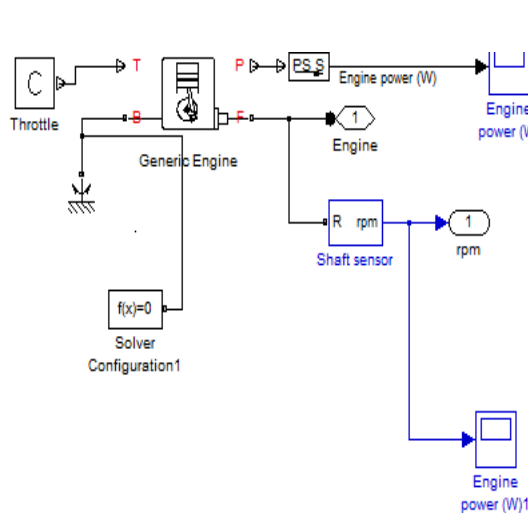 C
Throttle
T
B
P
F
Generic Engine
PS S
Engine power (W)
Engine
power (W
1
Engine
R rpm
Shaft sensor
1
rpm
f(x)=0
Solver
Configuration1
Engine
power (W)1